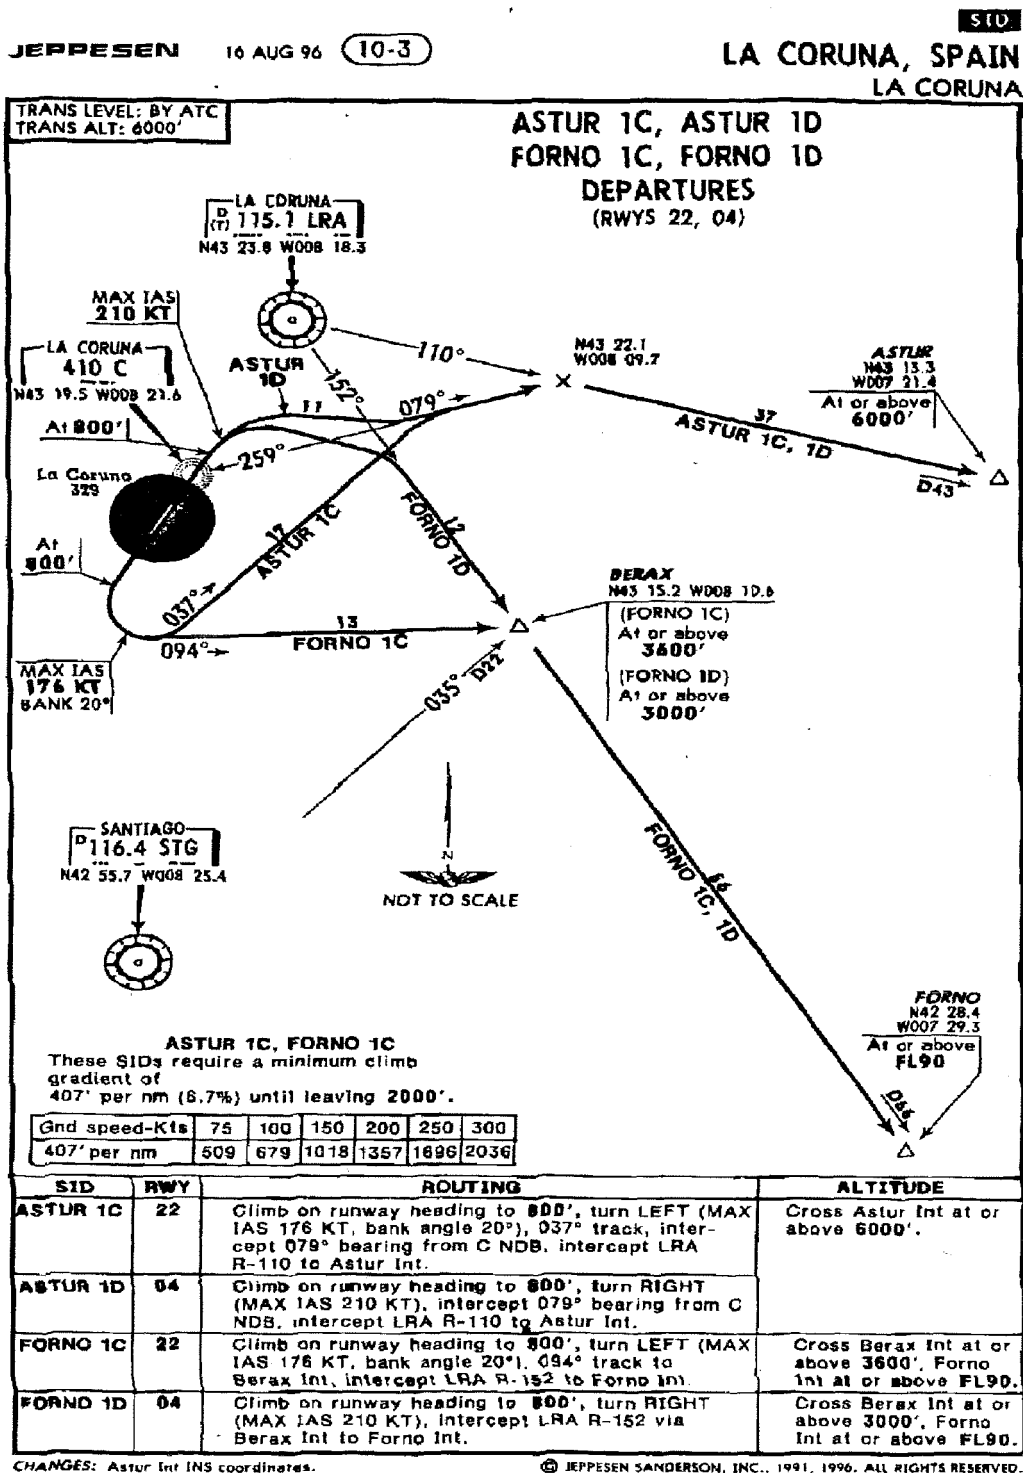 SID
JEPPESEN 16 AUG 96 10-3
LA CORUNA, SPAIN
LA CORUNA
TRANS LEVEL: BY ATC
TRANS ALT: 6000'
ASTUR 1C, ASTUR 1D
FORNO 1C, FORNO 1D
DEPARTURES
(RWYS 22, 04)
LA CORUNA
D
(T) 115.1 LRA
N43 23.8 W008 18.3
MAX IAS
210 KT
LA CORUNA
410 C
N43 19.5 W008 21.6
ASTUR
1D
110°
152°
N43 22.1
W008 09.7
ASTUR
N43 13.3
W007 21.4
At or above
6000'
At 800'
11
079°
37
ASTUR 1C, 1D
D43
259°
La Coruna
329
17
ASTUR 1C
12
FORNO 1D
At
800'
037°
13
FORNO 1C
094°
BERAX
N43 15.2 W008 10.6
(FORNO 1C)
At or above
3600'
(FORNO 1D)
At or above
3000'
MAX IAS
176 KT
BANK 20°
035°
D22
SANTIAGO
D 116.4 STG
N42 55.7 W008 25.4
N
NOT TO SCALE
66
FORNO 1C, 1D
FORNO
N42 28.4
W007 29.3
At or above
FL90
D66
ASTUR 1C, FORNO 1C
These SIDs require a minimum climb
gradient of
407' per nm (6.7%) until leaving 2000'.
Gnd speed-Kts 75 100 150 200 250 300
407' per nm 509 679 1018 1357 1696 2036
SID RWY ROUTING ALTITUDE
ASTUR 1C 22 Climb on runway heading to 800', turn LEFT (MAX
IAS 176 KT, bank angle 20°), 037° track, inter-
cept 079° bearing from C NDB, intercept LRA
R-110 to Astur Int.
Cross Astur Int at or
above 6000'.
ASTUR 1D 04 Climb on runway heading to 800', turn RIGHT
(MAX IAS 210 KT), intercept 079° bearing from C
NDB, intercept LRA R-110 to Astur Int.
FORNO 1C 22 Climb on runway heading to 800', turn LEFT (MAX
IAS 176 KT, bank angle 20°), 094° track to
Berax Int, intercept LRA R-152 to Forno Int.
Cross Berax Int at or
above 3600', Forno
Int at or above FL90.
FORNO 1D 04 Climb on runway heading to 800', turn RIGHT
(MAX IAS 210 KT), intercept LRA R-152 via
Berax Int to Forno Int.
Cross Berax Int at or
above 3000', Forno
Int at or above FL90.
CHANGES: Astur Int INS coordinates.
© JEPPESEN SANDERSON, INC., 1991, 1996. ALL RIGHTS RESERVED.